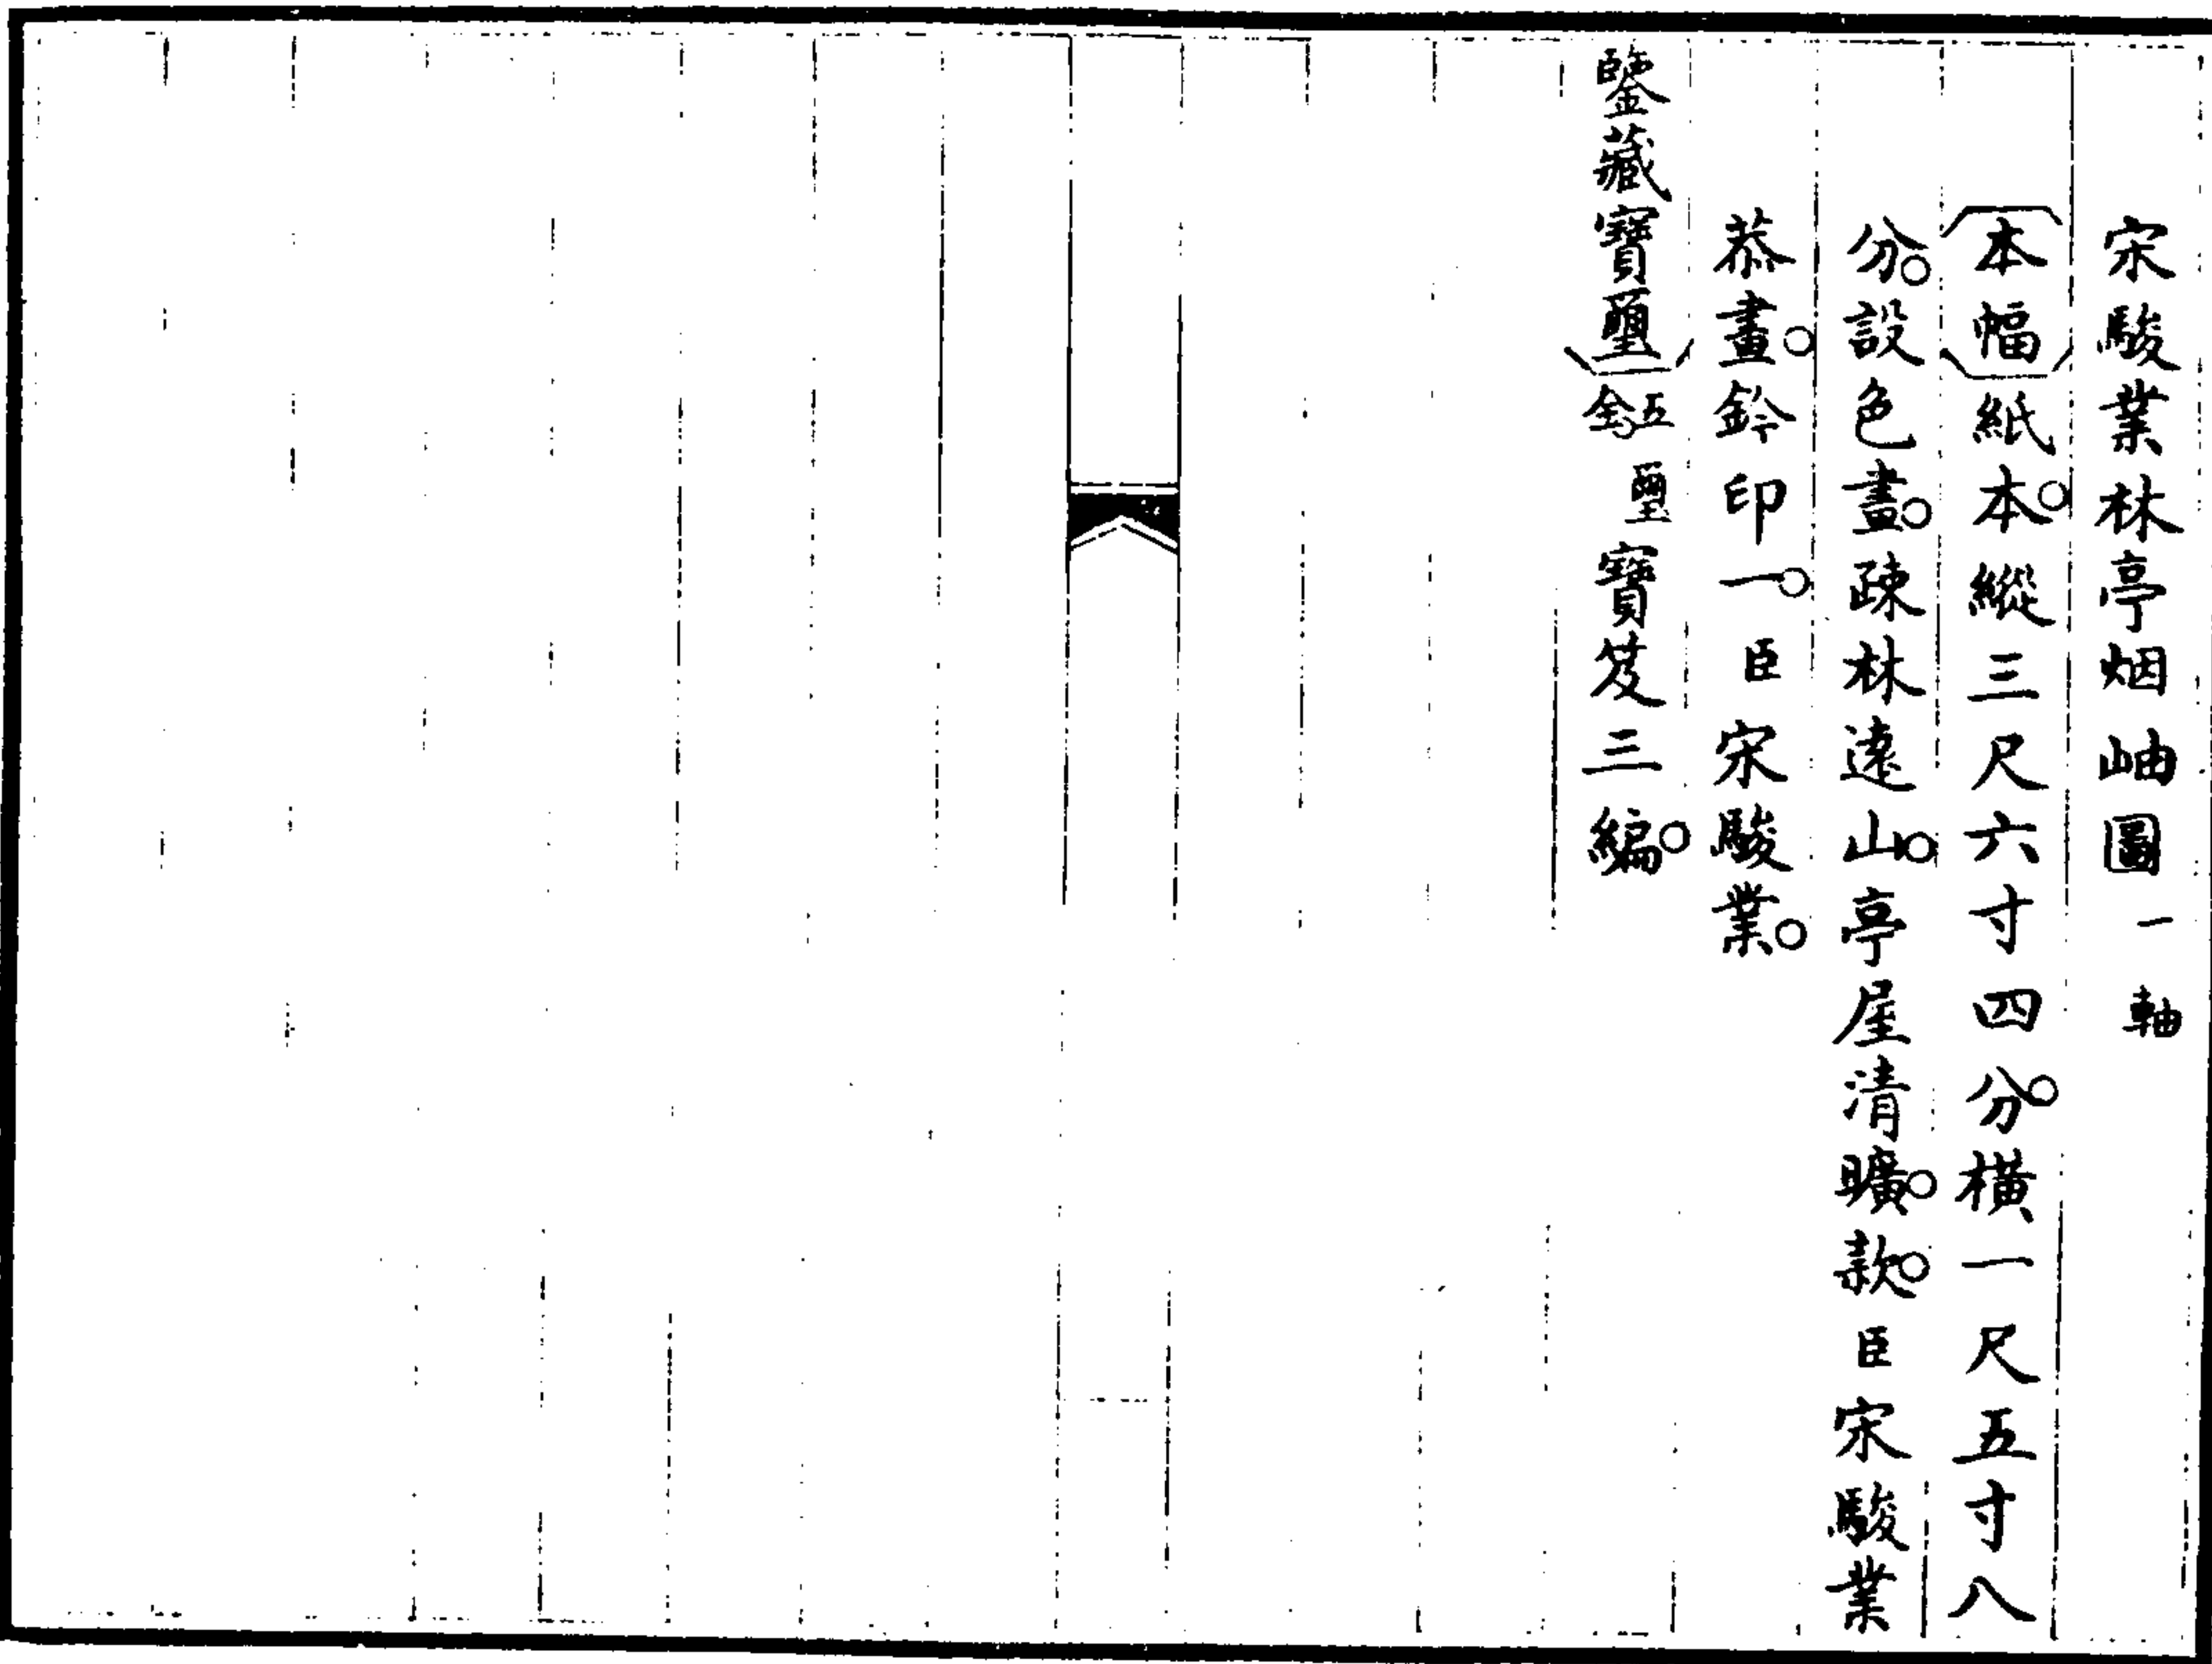 宋駿業林亭烟岫圖一軸
〔本幅〕紙本。縱三尺六寸四分。橫一尺五寸八
分。設色畫。疎林遠山。亭屋清曠。款。臣宋駿業
恭畫。鈐印一。臣宋駿業。
鑒藏寶璽〕五璽全寶笈三編。